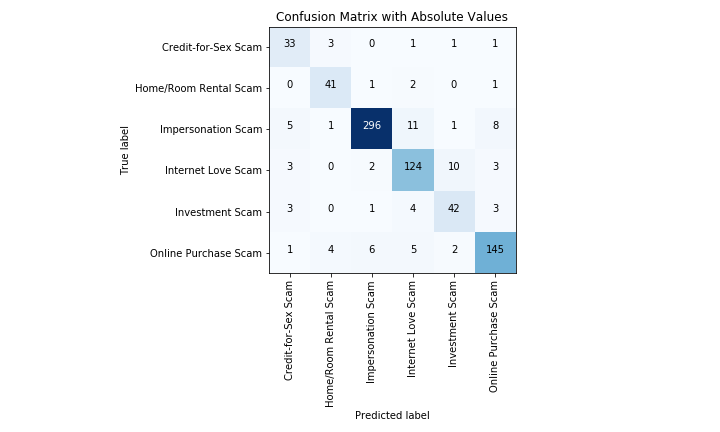 Confusion Matrix with Absolute Values
True label
Credit-for-Sex Scam 33 3 0 1 1 1
Home/Room Rental Scam 0 41 1 2 0 1
Impersonation Scam 5 1 296 11 1 8
Internet Love Scam 3 0 2 124 10 3
Investment Scam 3 0 1 4 42 3
Online Purchase Scam 1 4 6 5 2 145
Credit-for-Sex Scam
Home/Room Rental Scam
Impersonation Scam
Internet Love Scam
Investment Scam
Online Purchase Scam
Predicted label